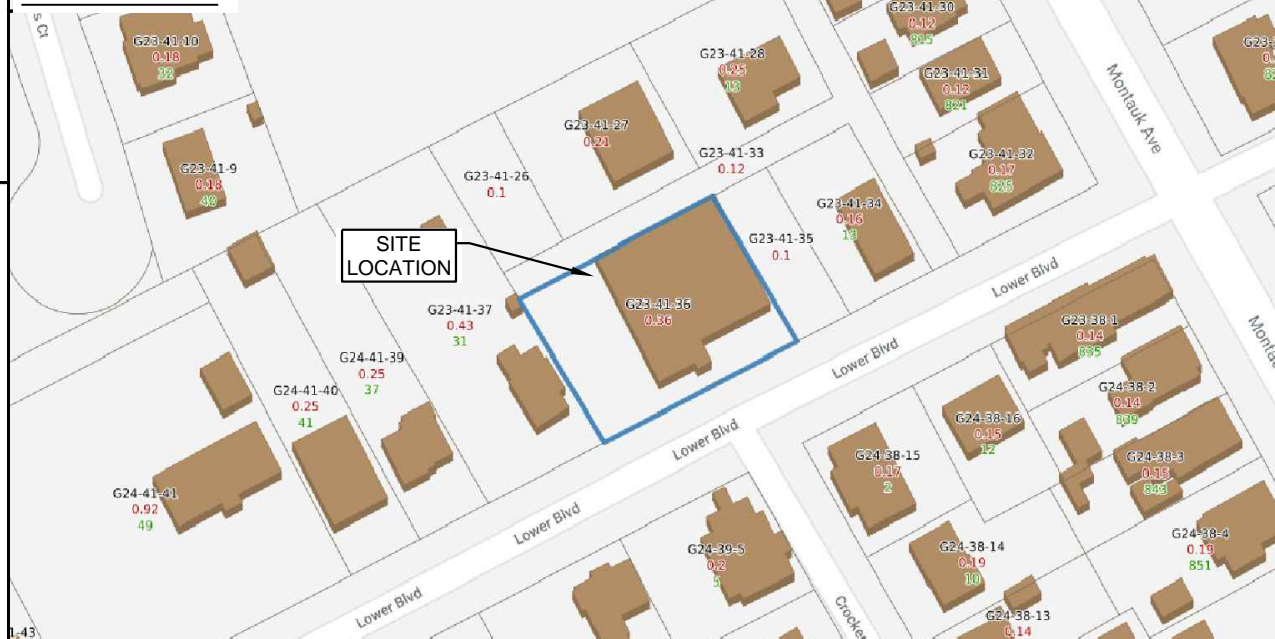 s Ct
G23-41-10
0.18
32
G23-41-9
0.18
40
G23-41-30
0.12
815
G23-41-28
0.25
13
G23-41-31
0.12
821
G23-41-27
0.21
G23-41-33
0.12
G23-41-32
0.17
825
Montauk Ave
G23-41-26
0.1
G23-41-34
0.16
13
G23-41-35
0.1
SITE
LOCATION
G23-41-36
0.36
G23-41-37
0.43
31
G24-41-39
0.25
37
G24-41-40
0.25
41
G24-41-41
0.92
49
Lower Blvd
Lower Blvd
Lower Blvd
Lower Blvd
Lower Blvd
G23-38-1
0.14
835
G24-38-2
0.14
839
G24-38-16
0.15
12
G24-38-3
0.15
843
G24-38-15
0.17
2
G24-38-4
0.19
851
G24-38-14
0.19
10
G24-39-5
0.2
5
G24-38-13
0.14
Crocker
Monta
1-43